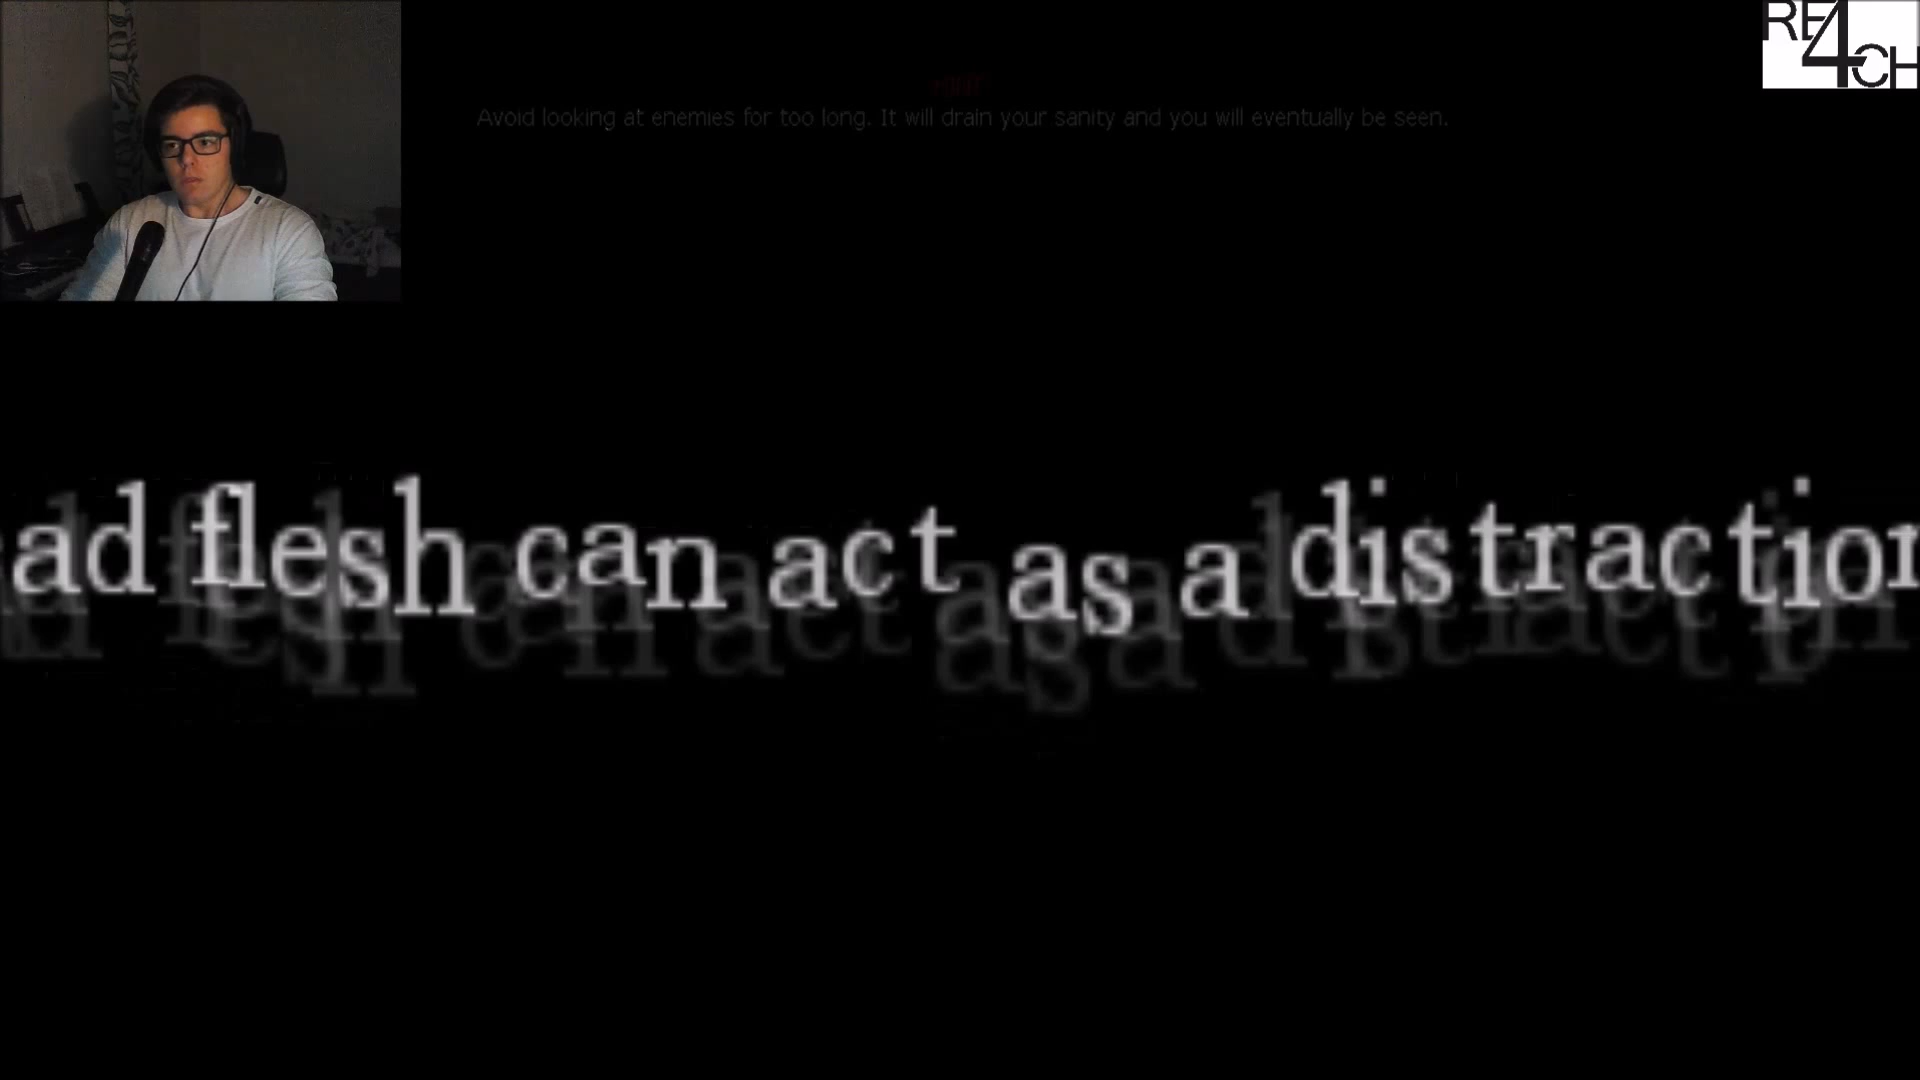 RE4CH
Avoid looking at enemies for too long. It will drain your sanity and you will eventually be seen.
ad flesh can act as a distraction